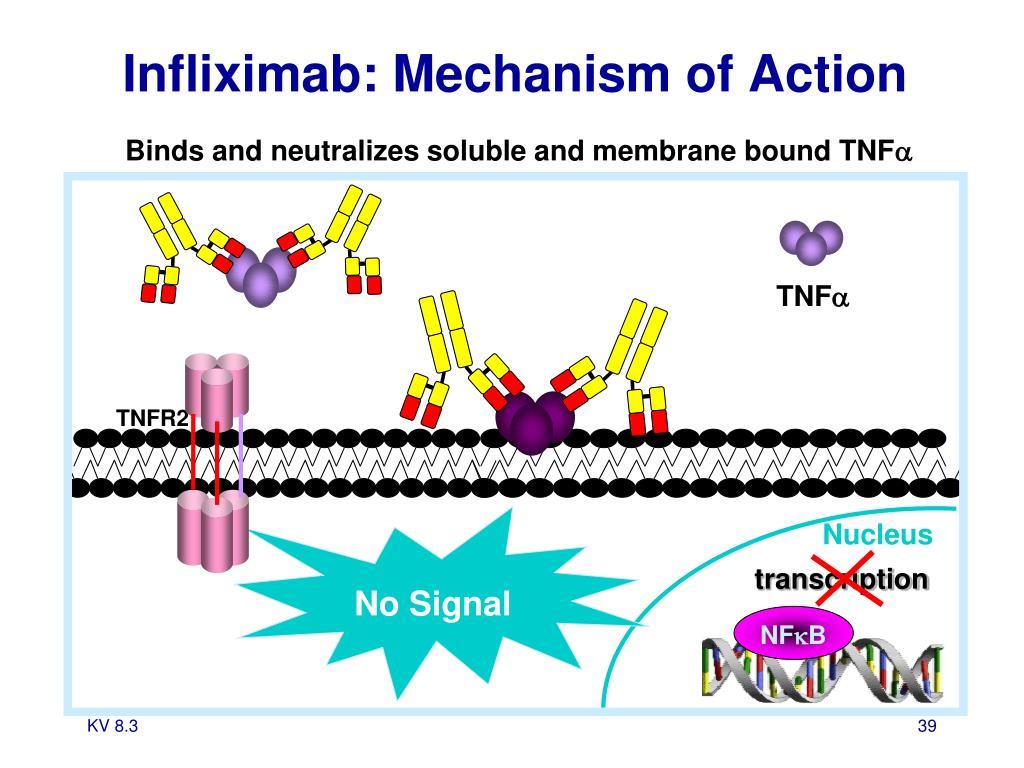 Infliximab: Mechanism of Action
Binds and neutralizes soluble and membrane bound TNFα
TNFα
TNFR2
Nucleus
transcription
No Signal
NFκB
KV 8.3
39